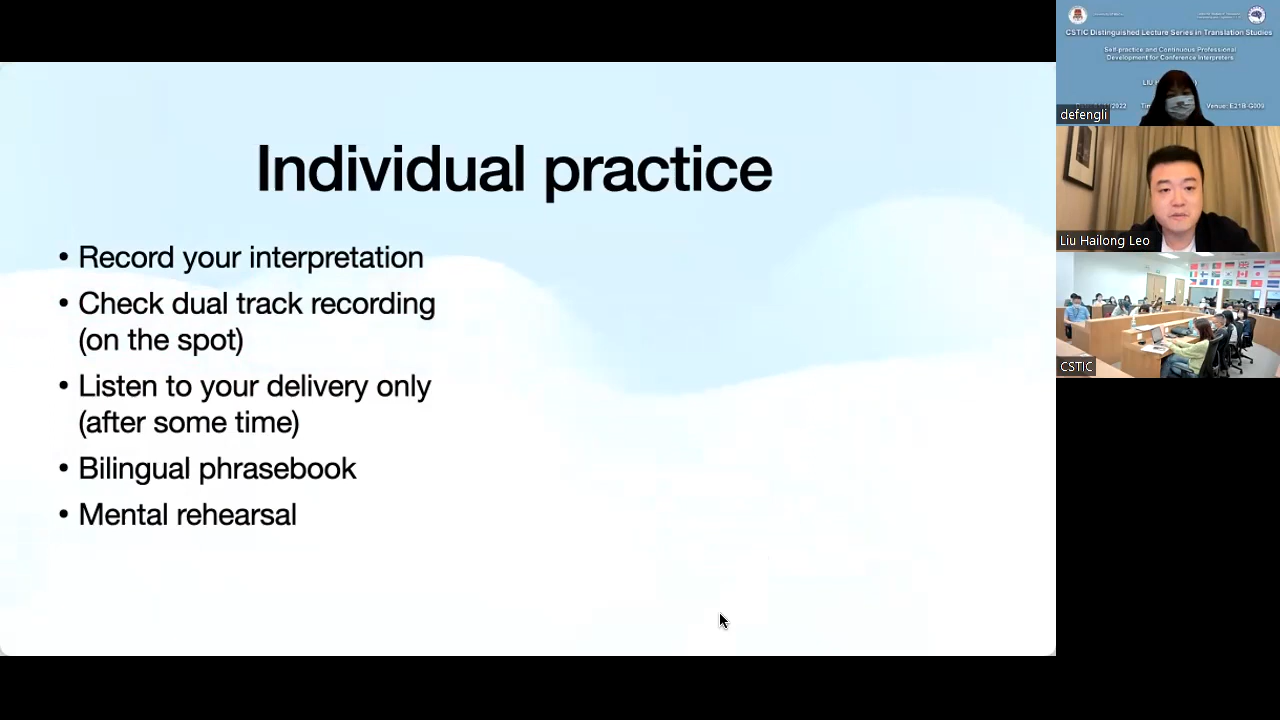 Individual practice
• Record your interpretation
• Check dual track recording
(on the spot)
• Listen to your delivery only
(after some time)
• Bilingual phrasebook
• Mental rehearsal
CSTIC Distinguished Lecture Series in Translation Studies
Self-practice and Continuous Professional
Development for Conference Interpreters
LIU
2022
Venue: E21B-G009
defengli
Liu Hailong Leo
CSTIC